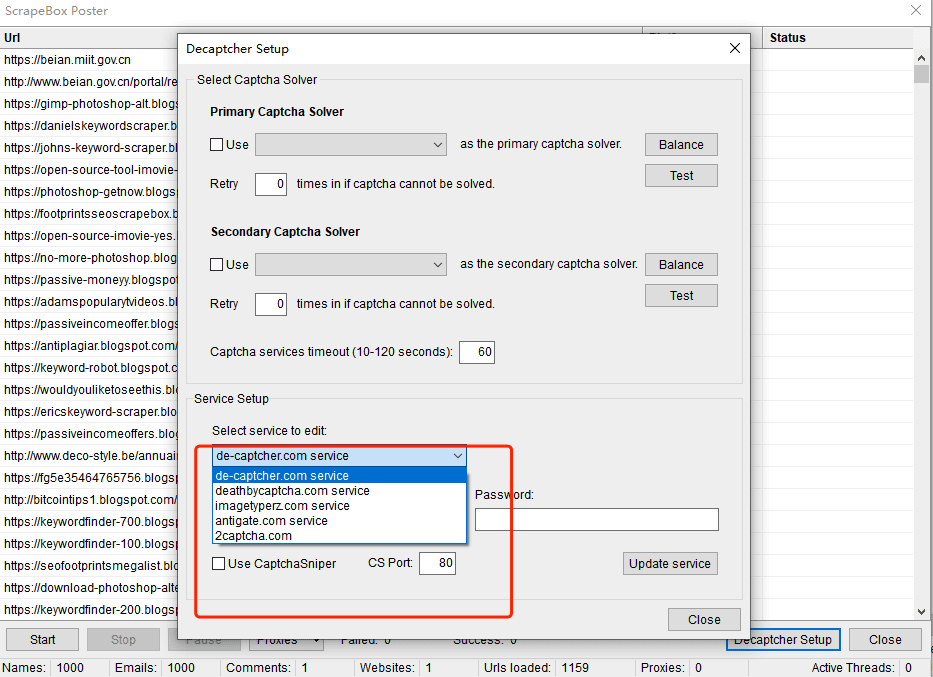 ScrapeBox Poster
Url
Status
https://beian.miit.gov.cn
http://www.beian.gov.cn/portal/re
https://gimp-photoshop-alt.blogs
https://danielskeywordscraper.b
https://johns-keyword-scraper.bl
https://open-source-tool-imovie-
https://photoshop-getnow.blogsp
https://footprintsseoscrapebox.b
https://open-source-imovie-yes.
https://no-more-photoshop.blog
https://passive-moneyy.blogspot
https://adamspopularytvideos.bl
https://passiveincomeoffer.blogs
https://antiplagiar.blogspot.com/
https://keyword-robot.blogspot.c
https://wouldyouliketoseethis.blo
https://ericskeyword-scraper.blo
https://passiveincomeoffers.blog
http://www.deco-style.be/annuair
https://fg5e35464765756.blogsp
http://bitcointips1.blogspot.com/
https://keywordfinder-700.blogsp
https://keywordfinder-100.blogsp
https://seofootprintsmegalist.blo
https://download-photoshop-alte
https://keywordfinder-200.blogsp
Decaptcher Setup
Select Captcha Solver
Primary Captcha Solver
Use as the primary captcha solver. Balance
Test
Retry 0 times in if captcha cannot be solved.
Secondary Captcha Solver
Use as the secondary captcha solver. Balance
Test
Retry 0 times in if captcha cannot be solved.
Captcha services timeout (10-120 seconds): 60
Service Setup
Select service to edit:
de-captcher.com service
de-captcher.com service
deathbycaptcha.com service
imagetyperz.com service
antigate.com service
2captcha.com
Password:
Use CaptchaSniper CS Port: 80 Update service
Close
Start Stop Pause Proxies Failed: 0 Success: 0 Decaptcher Setup Close
Names: 1000 Emails: 1000 Comments: 1 Websites: 1 Urls loaded: 1159 Proxies: 0 Active Threads: 0